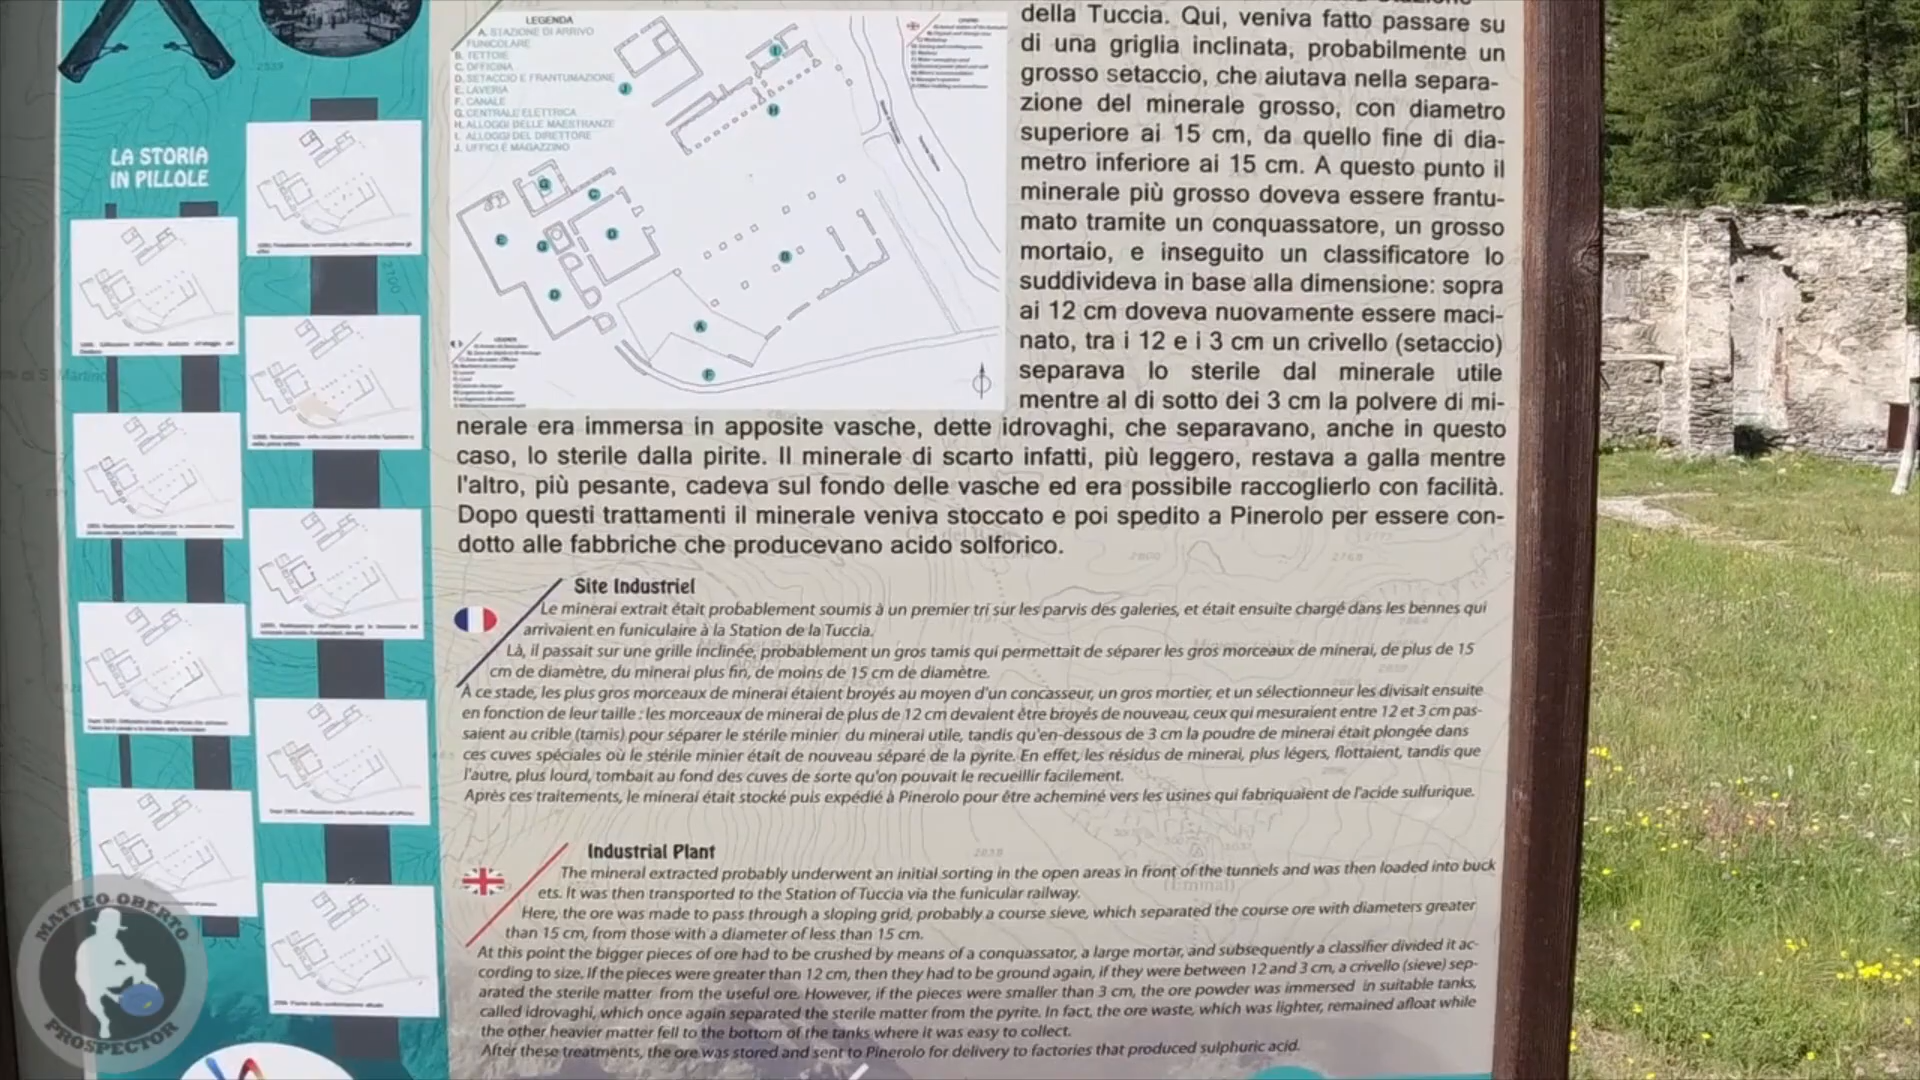 LA STORIA
IN PILLOLE
LEGENDA
A. STAZIONE DI ARRIVO
FUNICOLARE
B. TETTOIE
C. OFFICINA
D. SETACCIO E FRANTUMAZIONE
E. LAVERIA
F. CANALE
G. CENTRALE ELETTRICA
H. ALLOGGI DELLE MAESTRANZE
I. ALLOGGI DEL DIRETTORE
J. UFFICI E MAGAZZINO
della Tuccia. Qui, veniva fatto passare su
di una griglia inclinata, probabilmente un
grosso setaccio, che aiutava nella separa-
zione del minerale grosso, con diametro
superiore ai 15 cm, da quello fine di dia-
metro inferiore ai 15 cm. A questo punto il
minerale più grosso doveva essere frantu-
mato tramite un conquassatore, un grosso
mortaio, e inseguito un classificatore lo
suddivideva in base alla dimensione: sopra
ai 12 cm doveva nuovamente essere maci-
nato, tra i 12 e i 3 cm un crivello (setaccio)
separava lo sterile dal minerale utile
mentre al di sotto dei 3 cm la polvere di mi-
nerale era immersa in apposite vasche, dette idrovaghi, che separavano, anche in questo
caso, lo sterile dalla pirite. Il minerale di scarto infatti, più leggero, restava a galla mentre
l'altro, più pesante, cadeva sul fondo delle vasche ed era possibile raccoglierlo con facilità.
Dopo questi trattamenti il minerale veniva stoccato e poi spedito a Pinerolo per essere con-
dotto alle fabbriche che producevano acido solforico.
Site Industriel
Le minerai extrait était probablement soumis à un premier tri sur les parvis des galeries, et était ensuite chargé dans les bennes qui
arrivaient en funiculaire à la Station de la Tuccia.
Là, il passait sur une grille inclinée, probablement un gros tamis qui permettait de séparer les gros morceaux de minerai, de plus de 15
cm de diamètre, du minerai plus fin, de moins de 15 cm de diamètre.
À ce stade, les plus gros morceaux de minerai étaient broyés au moyen d'un concasseur, un gros mortier, et un sélectionneur les divisait ensuite
en fonction de leur taille : les morceaux de minerai de plus de 12 cm devaient être broyés de nouveau, ceux qui mesuraient entre 12 et 3 cm pas-
saient au crible (tamis) pour séparer le stérile minier du minerai utile, tandis qu'en-dessous de 3 cm la poudre de minerai était plongée dans
ces cuves spéciales où le stérile minier était de nouveau séparé de la pyrite. En effet, les résidus de minerai, plus légers, flottaient, tandis que
l'autre, plus lourd, tombait au fond des cuves de sorte qu'on pouvait le recueillir facilement.
Après ces traitements, le minerai était stocké puis expédié à Pinerolo pour être acheminé vers les usines qui fabriquaient de l'acide sulfurique.
Industrial Plant
The mineral extracted probably underwent an initial sorting in the open areas in front of the tunnels and was then loaded into buck
ets. It was then transported to the Station of Tuccia via the funicular railway.
Here, the ore was made to pass through a sloping grid, probably a course sieve, which separated the course ore with diameters greater
than 15 cm, from those with a diameter of less than 15 cm.
At this point the bigger pieces of ore had to be crushed by means of a conquassator, a large mortar, and subsequently a classifier divided it ac-
cording to size. If the pieces were greater than 12 cm, then they had to be ground again, if they were between 12 and 3 cm, a crivello (sieve) sep-
arated the sterile matter from the useful ore. However, if the pieces were smaller than 3 cm, the ore powder was immersed in suitable tanks,
called idrovaghi, which once again separated the sterile matter from the pyrite. In fact, the ore waste, which was lighter, remained afloat while
the other heavier matter fell to the bottom of the tanks where it was easy to collect.
After these treatments, the ore was stored and sent to Pinerolo for delivery to factories that produced sulphuric acid.
MATTEO OBERTO
PROSPECTOR